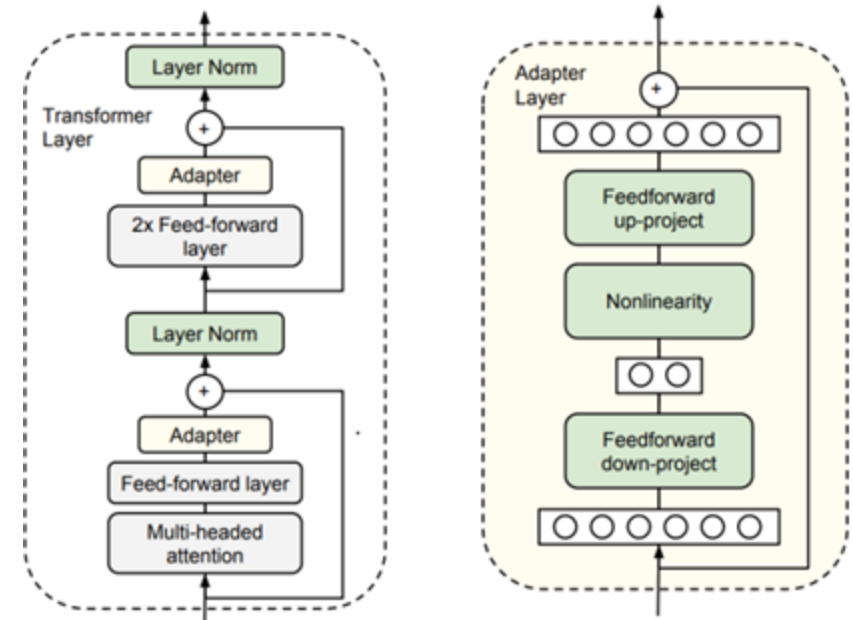 Transformer
Layer
Layer Norm
+
Adapter
2x Feed-forward
layer
Layer Norm
+
Adapter
Feed-forward layer
Multi-headed
attention
Adapter
Layer
+
Feedforward
up-project
Nonlinearity
Feedforward
down-project